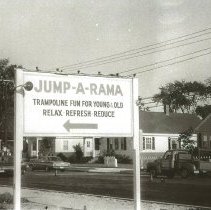 JUMP-A-RAMA
TRAMPOLINE FUN FOR YOUNG & OLD
RELAX. REFRESH. REDUCE